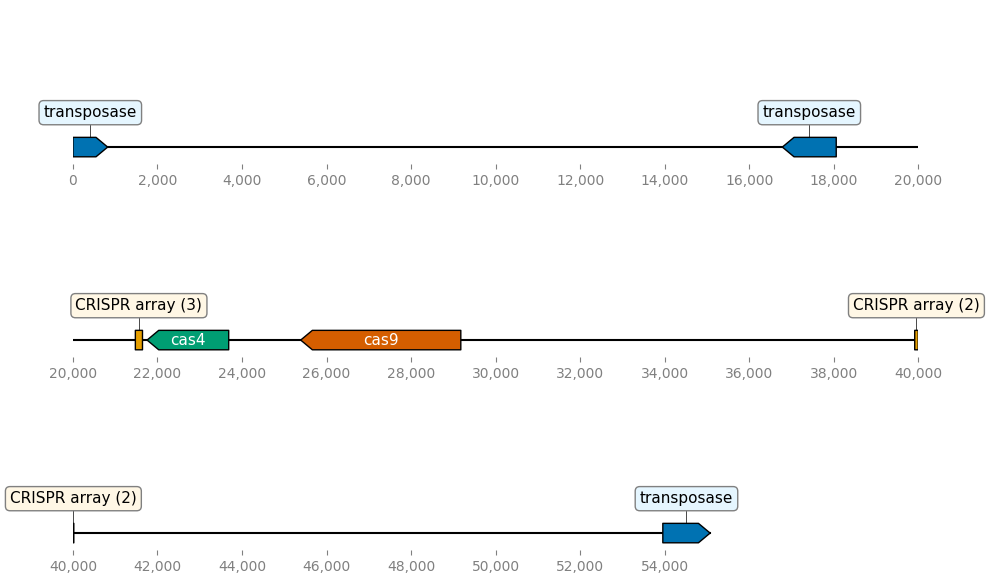 transposase transposase
0 2,000 4,000 6,000 8,000 10,000 12,000 14,000 16,000 18,000 20,000
CRISPR array (3) CRISPR array (2)
cas4 cas9
20,000 22,000 24,000 26,000 28,000 30,000 32,000 34,000 36,000 38,000 40,000
CRISPR array (2) transposase
40,000 42,000 44,000 46,000 48,000 50,000 52,000 54,000